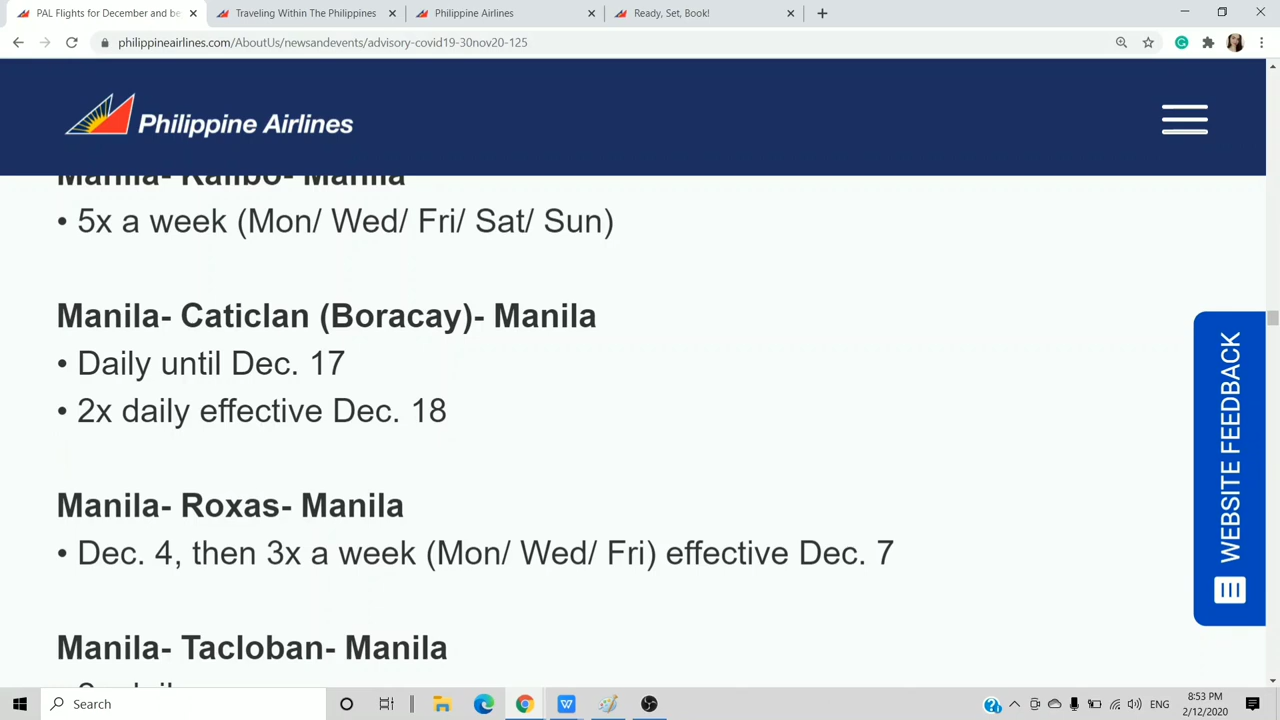 PAL Flights for December and be
Traveling Within The Philippines
Philippine Airlines
Ready, Set, Book!
philippineairlines.com/AboutUs/newsandevents/advisory-covid19-30nov20-125
Philippine Airlines
Manila- Kalibo- Manila
• 5x a week (Mon/ Wed/ Fri/ Sat/ Sun)
Manila- Caticlan (Boracay)- Manila
• Daily until Dec. 17
• 2x daily effective Dec. 18
Manila- Roxas- Manila
• Dec. 4, then 3x a week (Mon/ Wed/ Fri) effective Dec. 7
Manila- Tacloban- Manila
WEBSITE FEEDBACK
Search
ENG
8:53 PM
2/12/2020